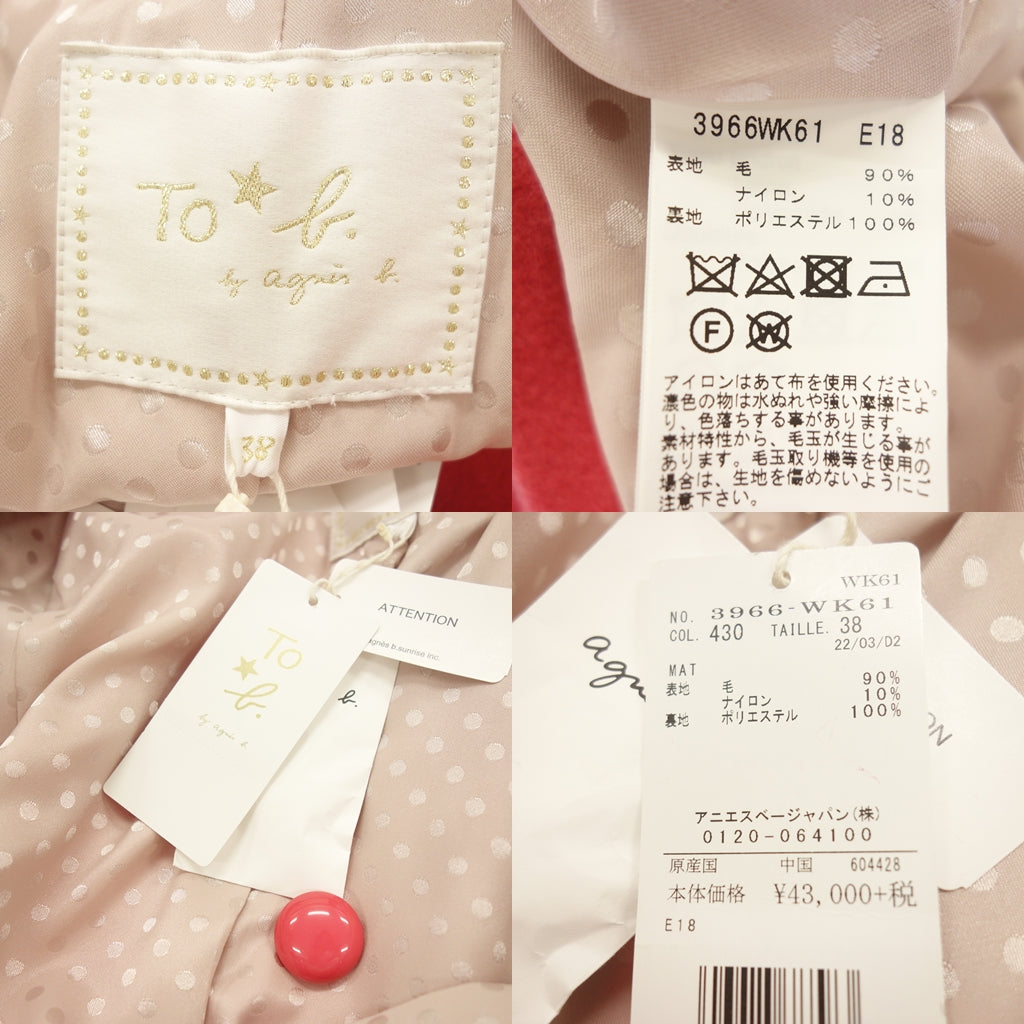 To ★ b.
by agnès b.
38
3966WK61 E18
表地 毛 90%
ナイロン 10%
裏地 ポリエステル 100%
F W
アイロンはあて布を使用ください。
濃色の物は水ぬれや強い摩擦によ
り、色落ちする事があります。
素材特性から、毛玉が生じる事が
あります。毛玉取り機等を使用の
場合は、生地を傷めないようにご
注意下さい。
ATTENTION
agnès b.sunrise inc.
To
★
b.
by agnès b.
b.
agn
ON
WK61
NO. 3966-WK61
COL. 430 TAILLE. 38
22/03/D2
MAT
表地 毛 90%
ナイロン 10%
裏地 ポリエステル 100%
アニエスベージャパン(株)
0120-064100
原産国 中国 604428
本体価格 ¥43,000+税
E18